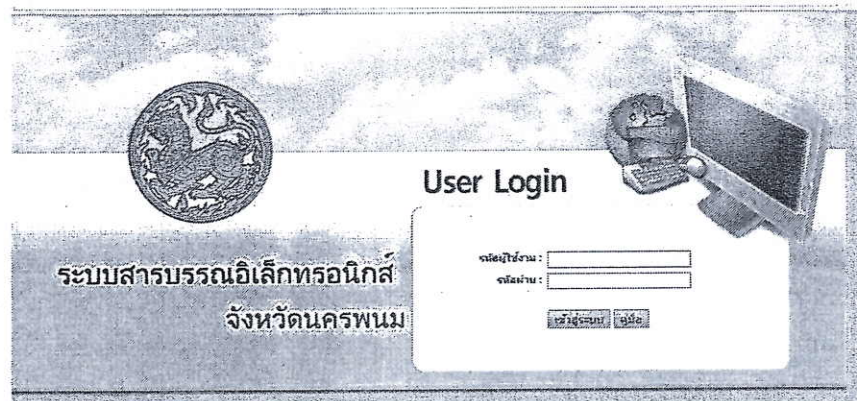 User Login
รหัสผู้ใช้งาน :
รหัสผ่าน :
เข้าสู่ระบบ คู่มือ
ระบบสารบรรณอิเล็กทรอนิกส์
จังหวัดนครพนม